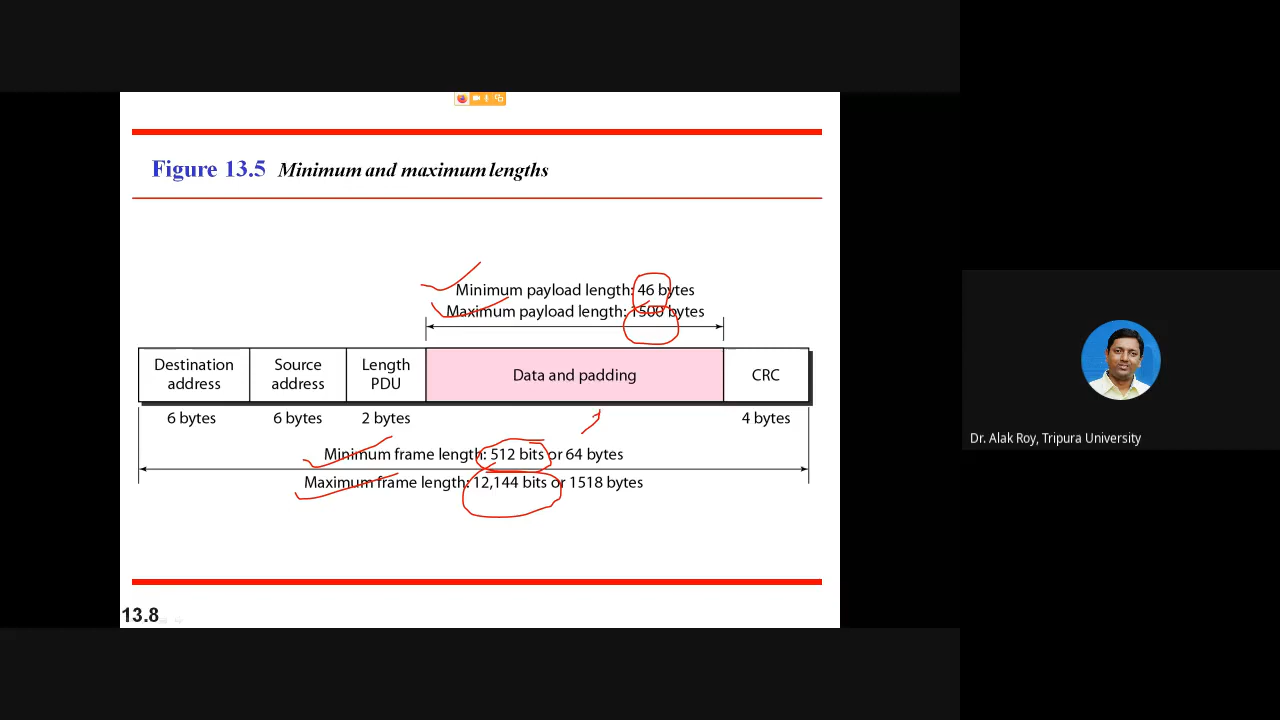 Figure 13.5 Minimum and maximum lengths
Minimum payload length: 46 bytes
Maximum payload length: 1500 bytes
Destination address
Source address
Length PDU
Data and padding
CRC
6 bytes
6 bytes
2 bytes
4 bytes
Minimum frame length: 512 bits or 64 bytes
Maximum frame length: 12,144 bits or 1518 bytes
13.8
Dr. Alak Roy, Tripura University